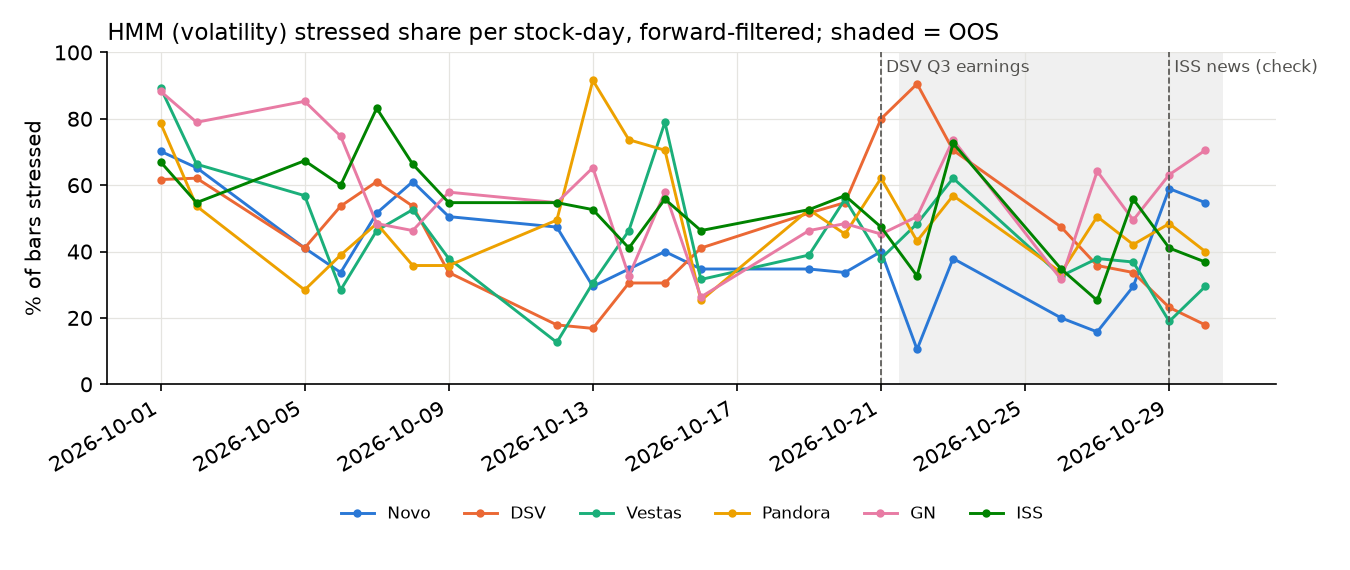 HMM (volatility) stressed share per stock-day, forward-filtered; shaded = OOS
% of bars stressed
100
80
60
40
20
0
DSV Q3 earnings
ISS news (check)
2026-10-01
2026-10-05
2026-10-09
2026-10-13
2026-10-17
2026-10-21
2026-10-25
2026-10-29
Novo
DSV
Vestas
Pandora
GN
ISS